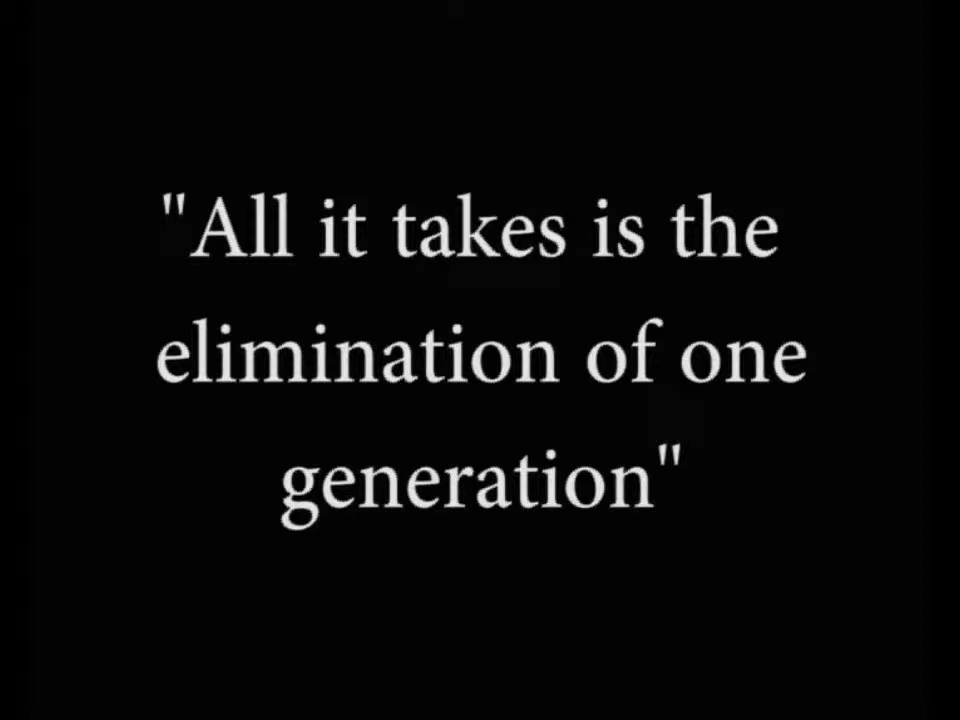 "All it takes is the
elimination of one
generation"